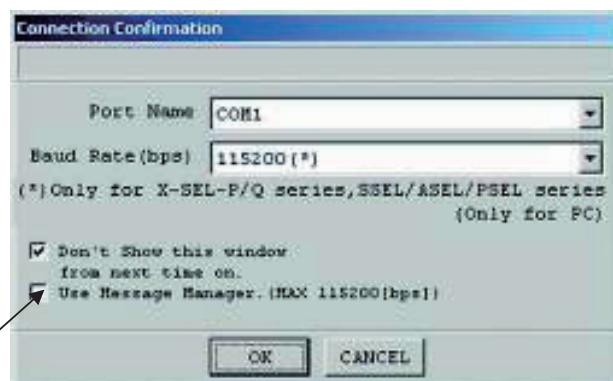 Connection Confirmation
Port Name COM1
Baud Rate(bps) 115200(*)
(*)Only for X-SEL-P/Q series,SSEL/ASEL/PSEL series
(Only for PC)
Don't Show this window
from next time on.
Use Message Manager.(MAX 115200[bps])
OK CANCEL